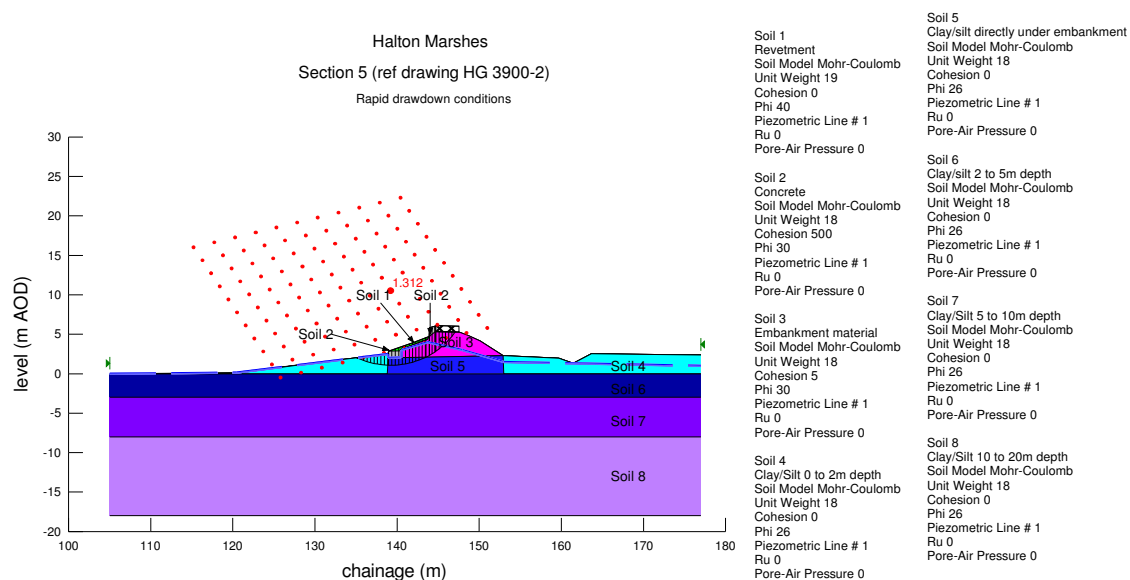 Halton Marshes
Section 5 (ref drawing HG 3900-2)
Rapid drawdown conditions
30
25
20
15
10
5
0
-5
-10
-15
-20
level (m AOD)
100
110
120
130
140
150
160
170
180
chainage (m)
1.312
Soil 1
Soil 2
Soil 2
Soil 3
Soil 5
Soil 4
Soil 6
Soil 7
Soil 8
Soil 1
Revetment
Soil Model Mohr-Coulomb
Unit Weight 19
Cohesion 0
Phi 40
Piezometric Line # 1
Ru 0
Pore-Air Pressure 0
Soil 2
Concrete
Soil Model Mohr-Coulomb
Unit Weight 18
Cohesion 500
Phi 30
Piezometric Line # 1
Ru 0
Pore-Air Pressure 0
Soil 3
Embankment material
Soil Model Mohr-Coulomb
Unit Weight 18
Cohesion 5
Phi 30
Piezometric Line # 1
Ru 0
Pore-Air Pressure 0
Soil 4
Clay/Silt 0 to 2m depth
Soil Model Mohr-Coulomb
Unit Weight 18
Cohesion 0
Phi 26
Piezometric Line # 1
Ru 0
Pore-Air Pressure 0
Soil 5
Clay/silt directly under embankment
Soil Model Mohr-Coulomb
Unit Weight 18
Cohesion 0
Phi 26
Piezometric Line # 1
Ru 0
Pore-Air Pressure 0
Soil 6
Clay/silt 2 to 5m depth
Soil Model Mohr-Coulomb
Unit Weight 18
Cohesion 0
Phi 26
Piezometric Line # 1
Ru 0
Pore-Air Pressure 0
Soil 7
Clay/Silt 5 to 10m depth
Soil Model Mohr-Coulomb
Unit Weight 18
Cohesion 0
Phi 26
Piezometric Line # 1
Ru 0
Pore-Air Pressure 0
Soil 8
Clay/Silt 10 to 20m depth
Soil Model Mohr-Coulomb
Unit Weight 18
Cohesion 0
Phi 26
Piezometric Line # 1
Ru 0
Pore-Air Pressure 0